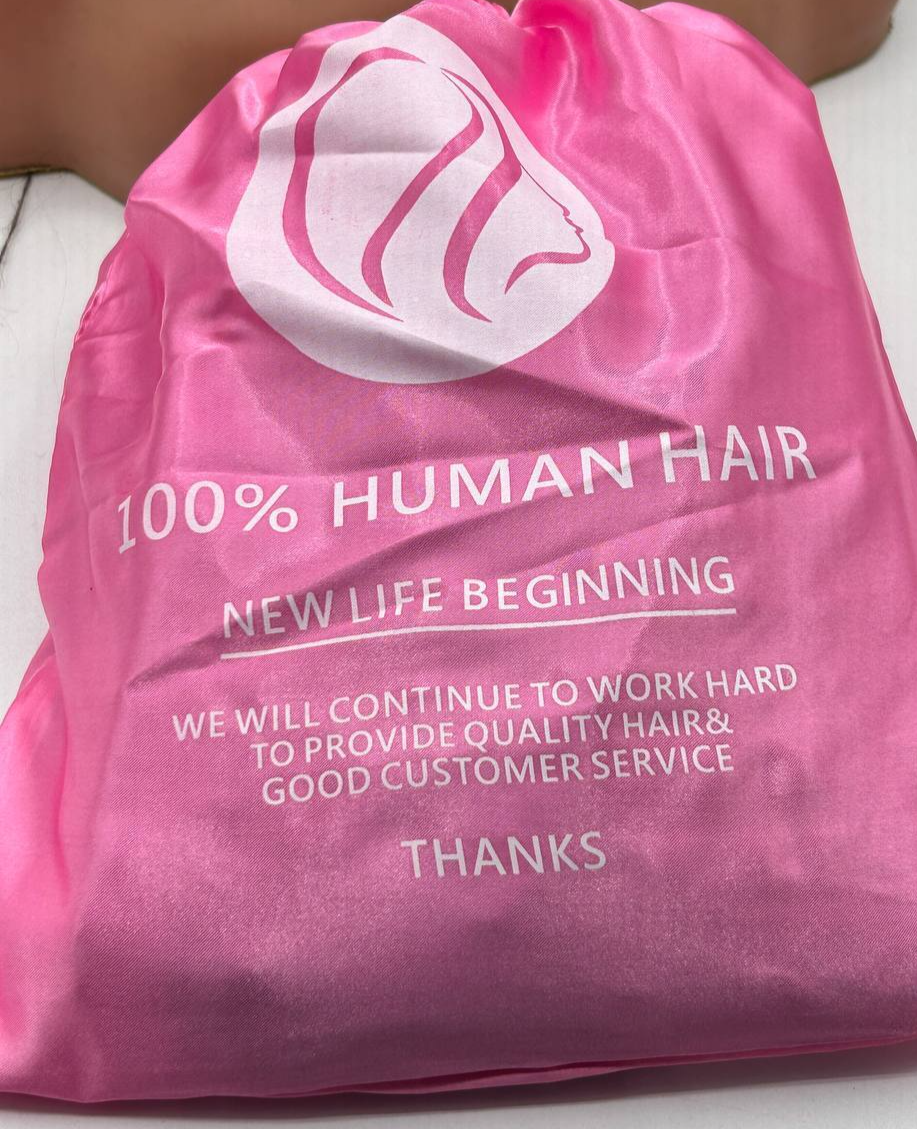 100% HUMAN HAIR
NEW LIFE BEGINNING
WE WILL CONTINUE TO WORK HARD
TO PROVIDE QUALITY HAIR&
GOOD CUSTOMER SERVICE
THANKS